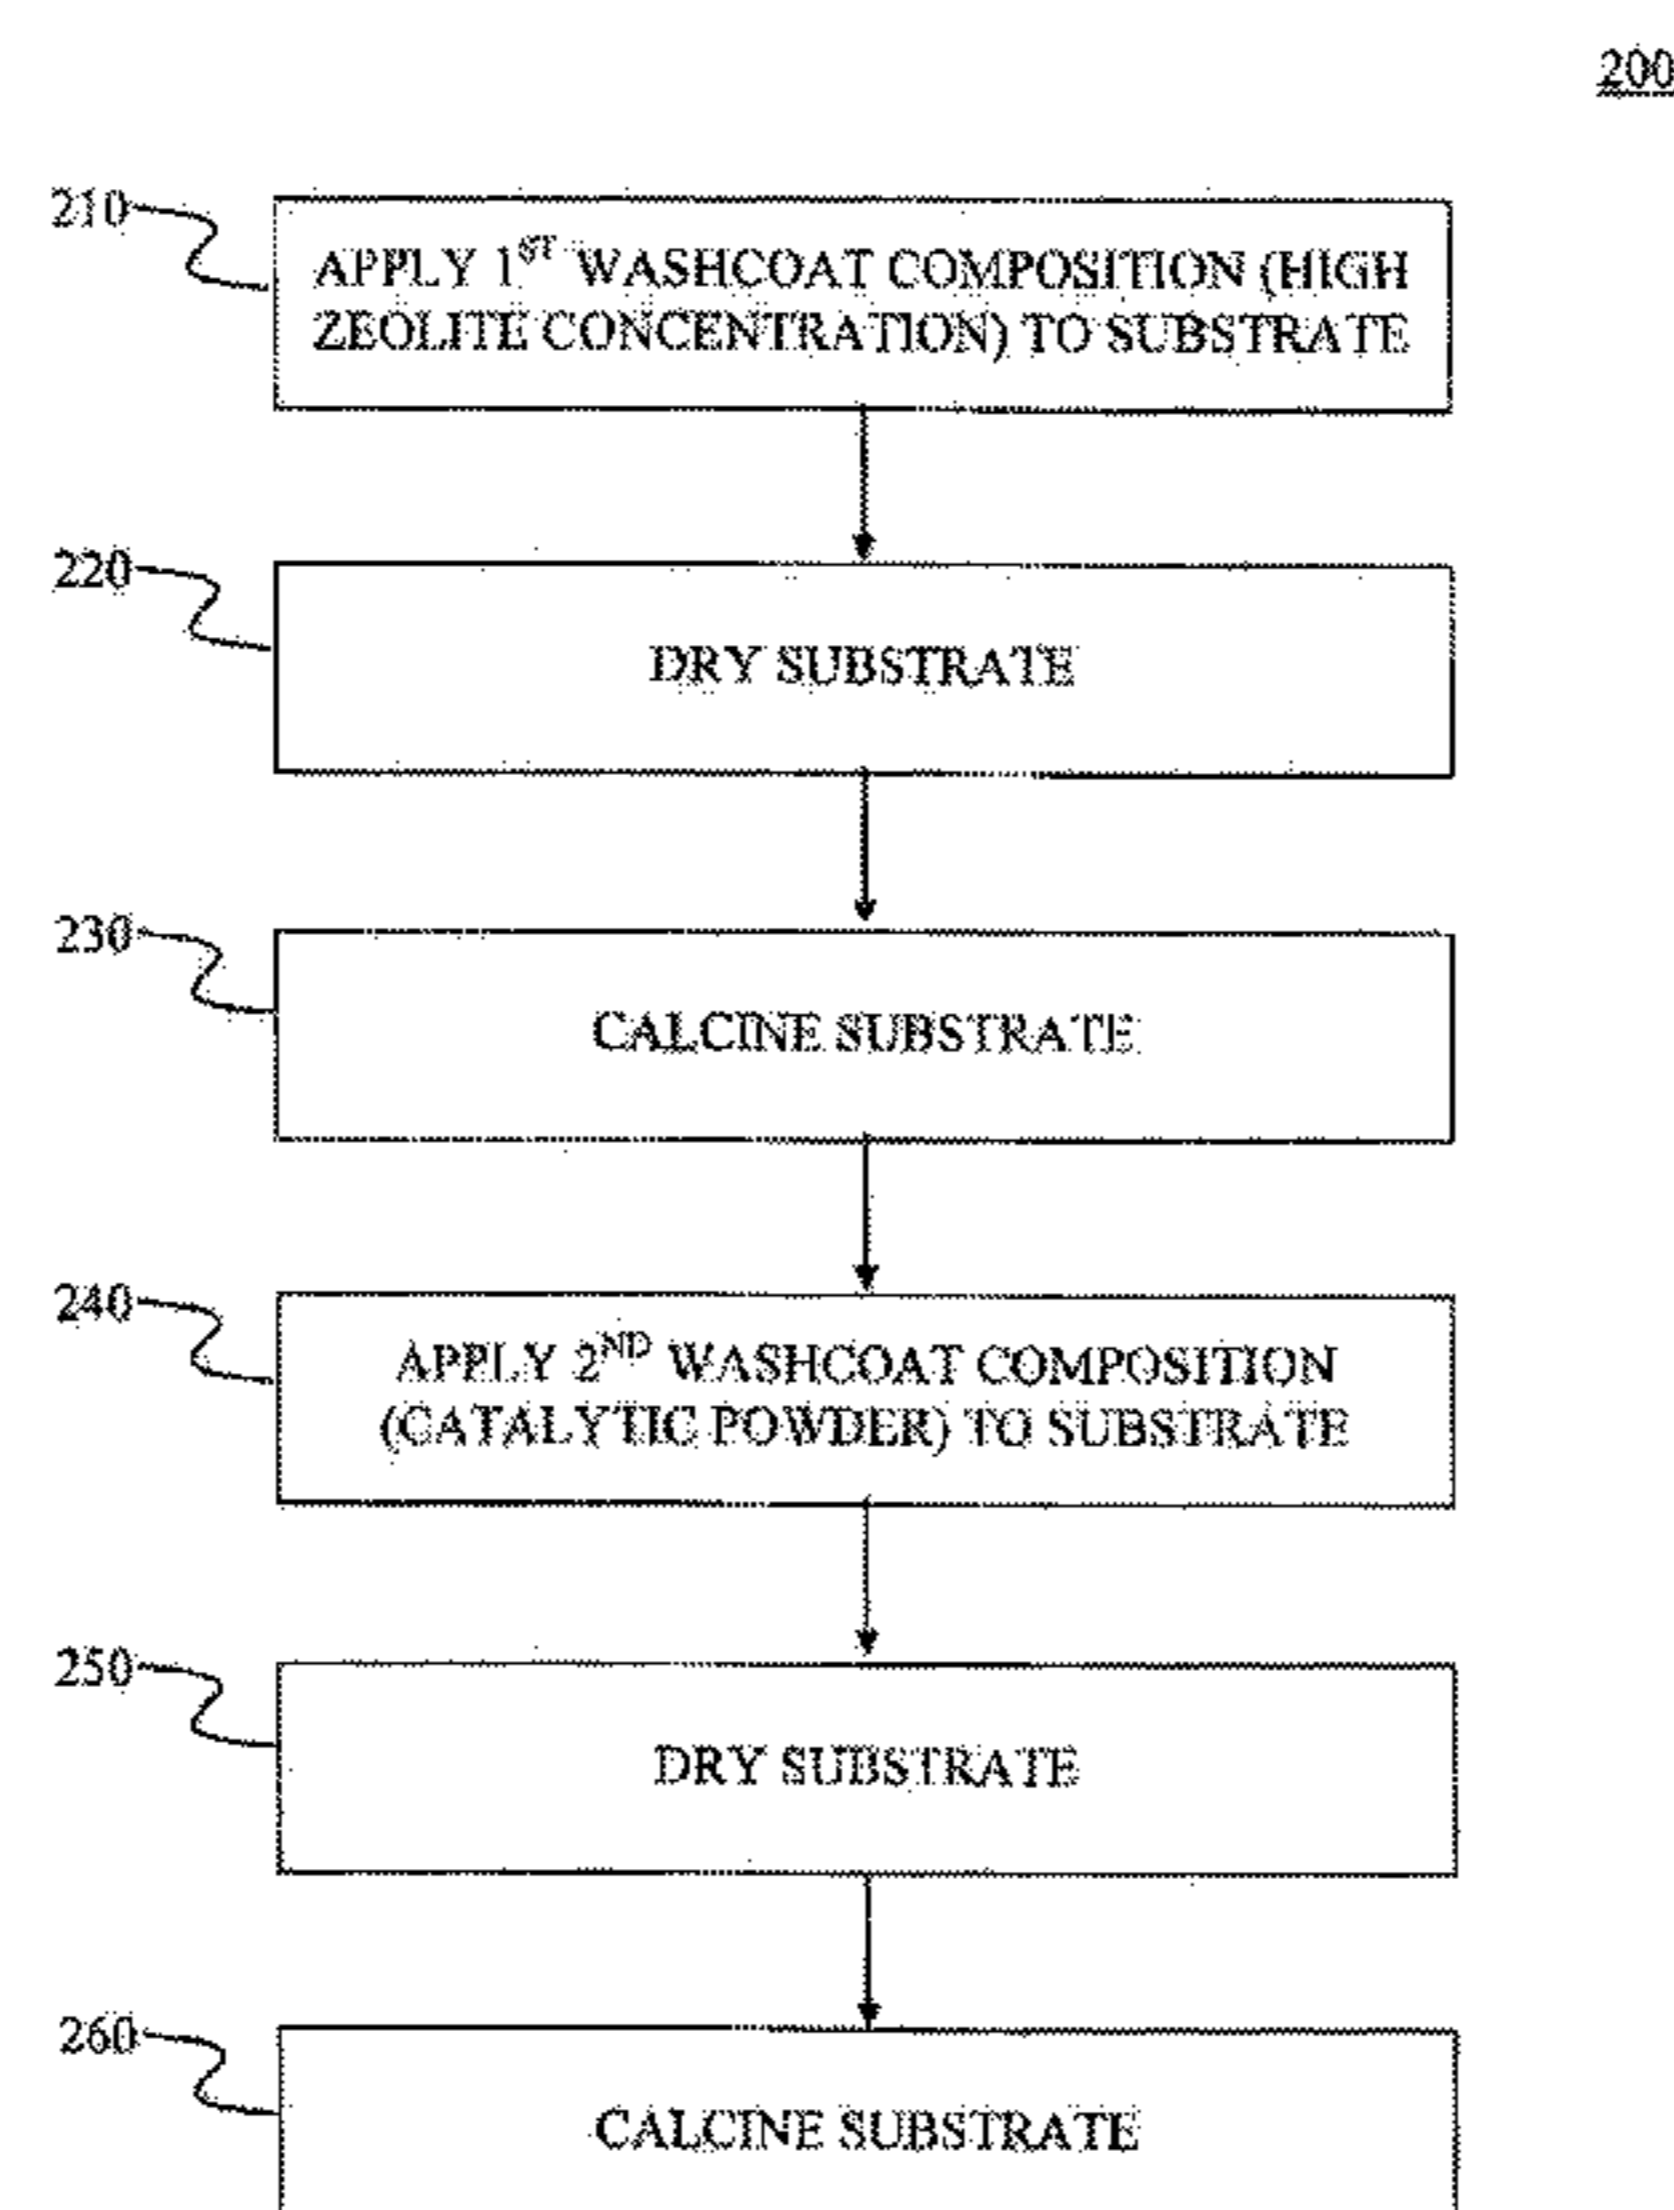 200
210
APPLY 1ST WASHCOAT COMPOSITION (HIGH
ZEOLITE CONCENTRATION) TO SUBSTRATE
220
DRY SUBSTRATE
230
CALCINE SUBSTRATE
240
APPLY 2ND WASHCOAT COMPOSITION
(CATALYTIC POWDER) TO SUBSTRATE
250
DRY SUBSTRATE
260
CALCINE SUBSTRATE